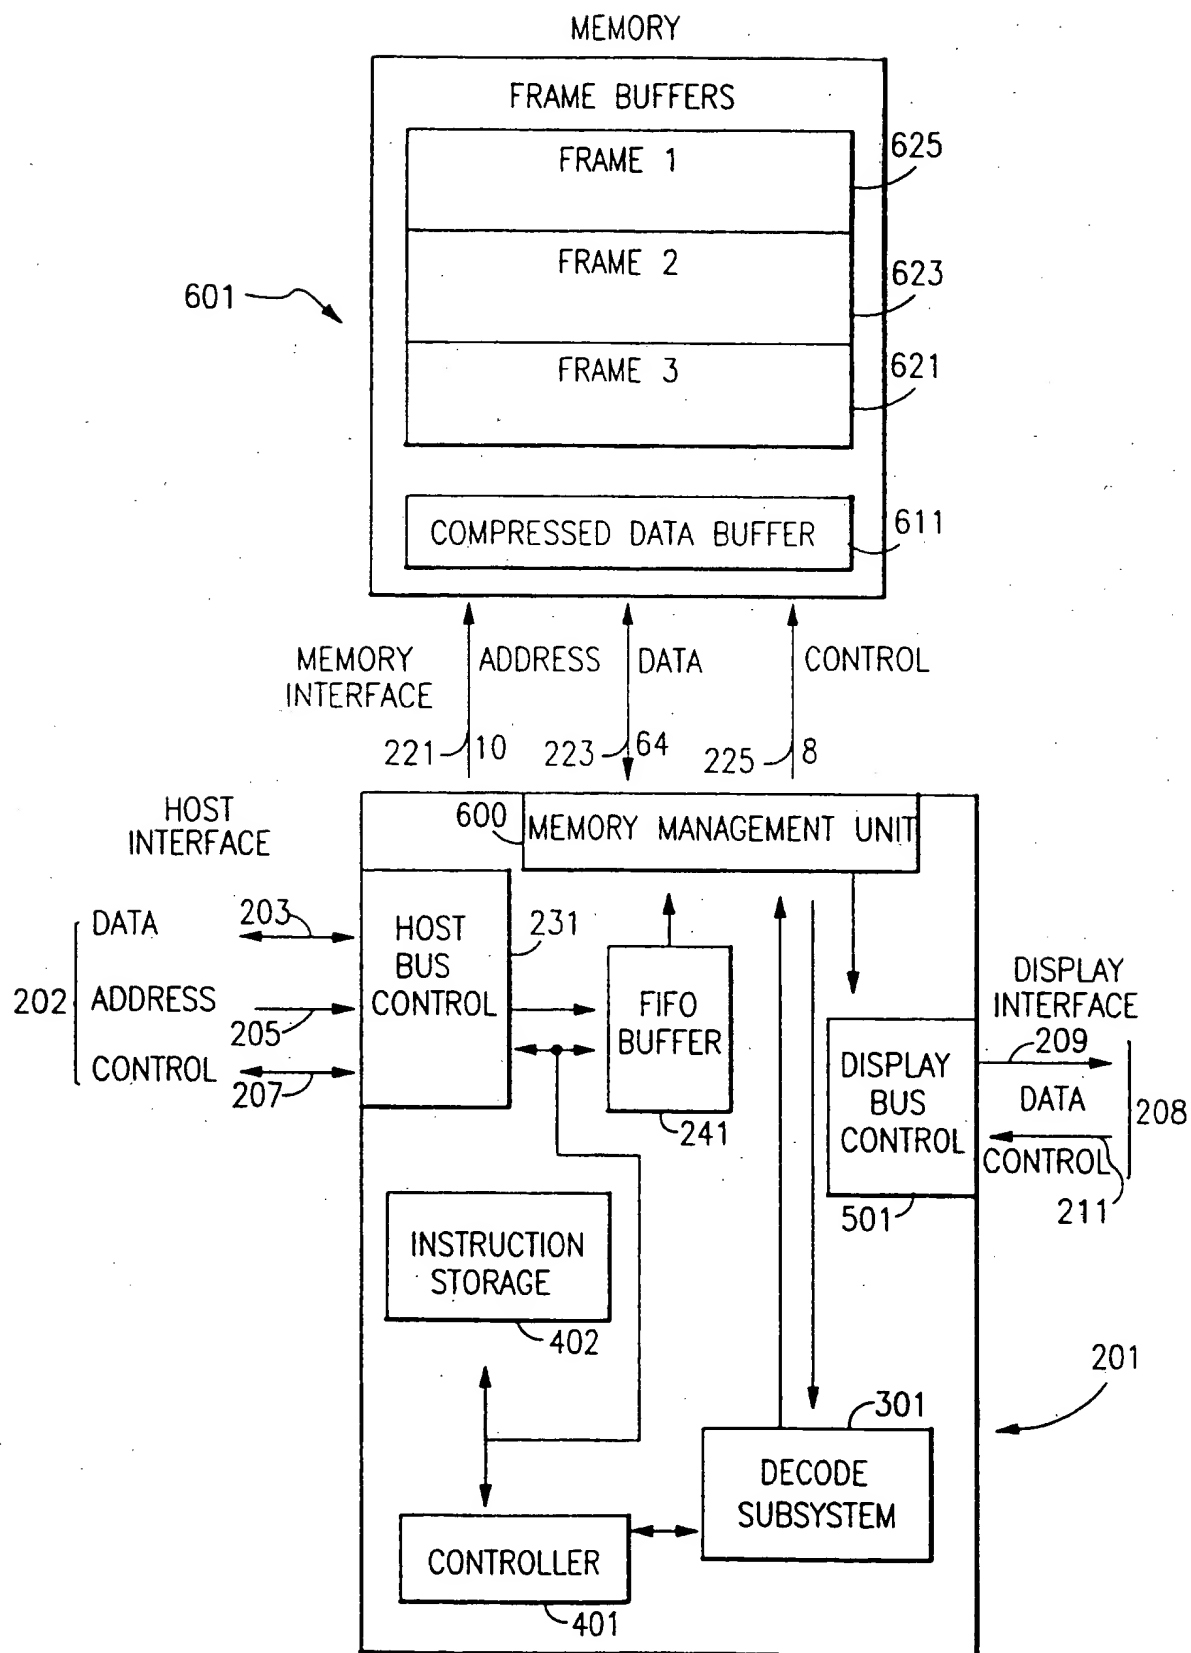 MEMORY
FRAME BUFFERS
FRAME 1
625
FRAME 2
623
601
FRAME 3
621
COMPRESSED DATA BUFFER
611
MEMORY
INTERFACE
ADDRESS
DATA
CONTROL
221
10
223
64
225
8
HOST
INTERFACE
600
MEMORY MANAGEMENT UNIT
202
DATA
203
ADDRESS
205
CONTROL
207
HOST
BUS
CONTROL
231
FIFO
BUFFER
241
DISPLAY
INTERFACE
209
DATA
208
CONTROL
211
DISPLAY
BUS
CONTROL
501
INSTRUCTION
STORAGE
402
201
301
DECODE
SUBSYSTEM
CONTROLLER
401